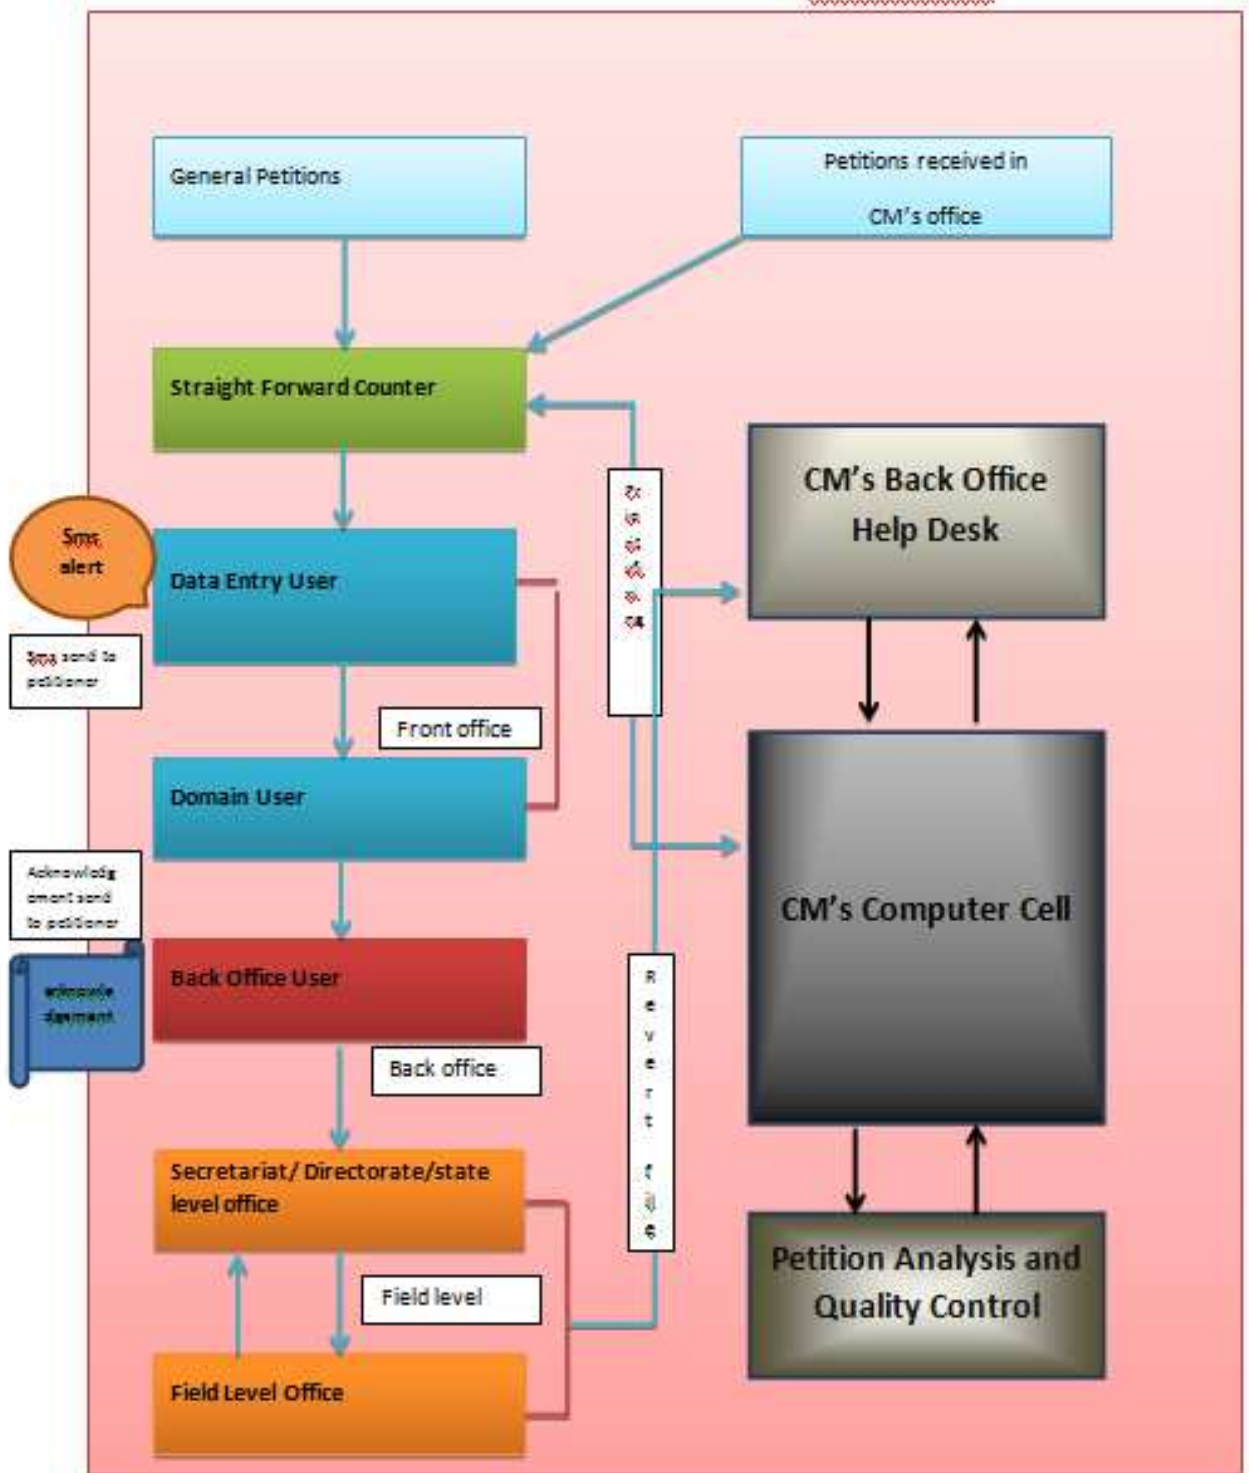 General Petitions
Petitions received in
CM's office
Straight Forward Counter
CM's Back Office
Help Desk
Sms
alert
Data Entry User
Sms send to
petitioner
Front office
Domain User
CM's Computer Cell
Acknowledg
ement send
to petitioner
Back Office User
acknowle
dgement
Back office
R
e
v
e
r
t
f
i
l
e
Secretariat/ Directorate/state
level office
Petition Analysis and
Quality Control
Field level
Field Level Office